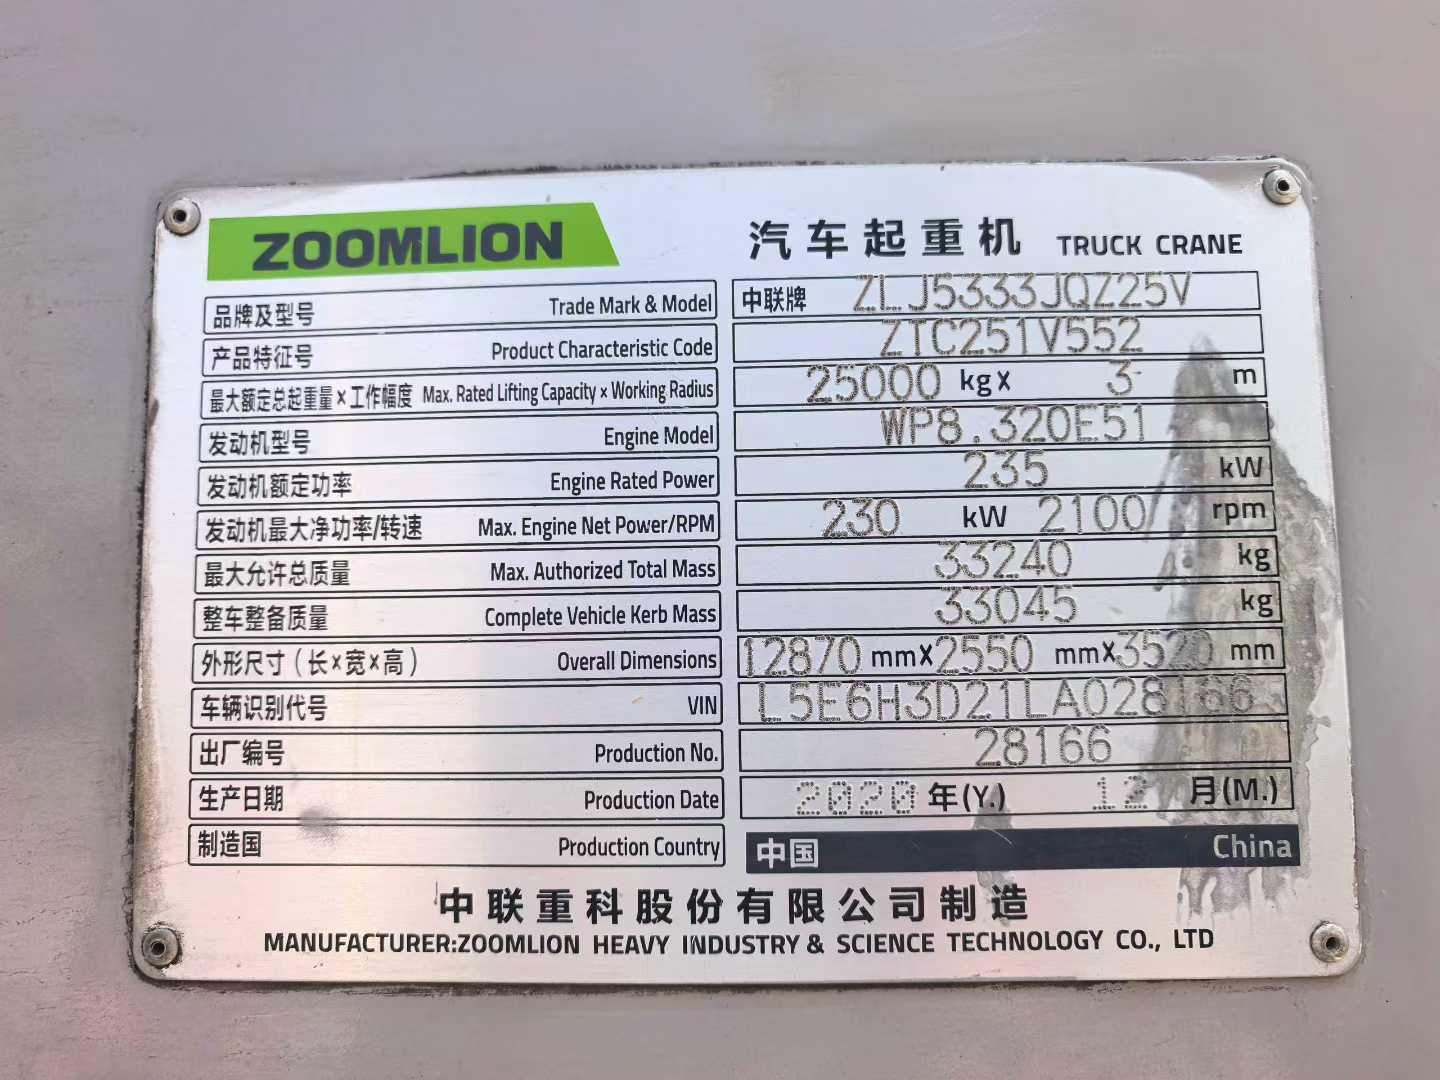 ZOOMLION
汽车起重机 TRUCK CRANE
品牌及型号 Trade Mark & Model 中联牌 ZLJ5333JQZ25V
产品特征号 Product Characteristic Code ZTC251V552
最大额定总起重量×工作幅度 Max. Rated Lifting Capacity × Working Radius 25000 kg× 3 m
发动机型号 Engine Model WP8.320E51
发动机额定功率 Engine Rated Power 235 kW
发动机最大净功率/转速 Max. Engine Net Power/RPM 230 kW 2100 rpm
最大允许总质量 Max. Authorized Total Mass 33240 kg
整车整备质量 Complete Vehicle Kerb Mass 33045 kg
外形尺寸(长×宽×高) Overall Dimensions 12870 mm×2550 mm×3520 mm
车辆识别代号 VIN L5E6H3D21LA028166
出厂编号 Production No. 28166
生产日期 Production Date 2020 年(Y.) 12 月(M.)
制造国 Production Country 中国 China
中联重科股份有限公司制造
MANUFACTURER:ZOOMLION HEAVY INDUSTRY & SCIENCE TECHNOLOGY CO., LTD